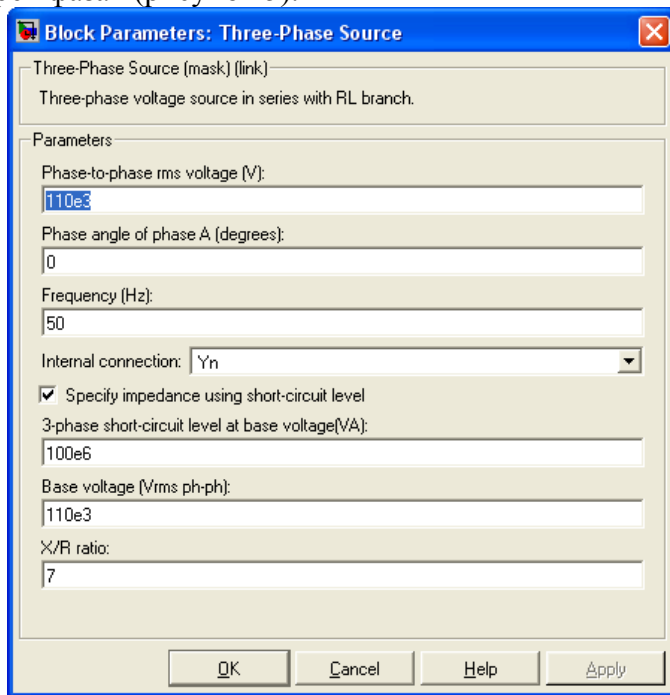 Block Parameters: Three-Phase Source
Three-Phase Source (mask) (link)
Three-phase voltage source in series with RL branch.
Parameters
Phase-to-phase rms voltage (V):
110e3
Phase angle of phase A (degrees):
0
Frequency (Hz):
50
Internal connection: Yn
Specify impedance using short-circuit level
3-phase short-circuit level at base voltage(VA):
100e6
Base voltage (Vrms ph-ph):
110e3
X/R ratio:
7
OK Cancel Help Apply